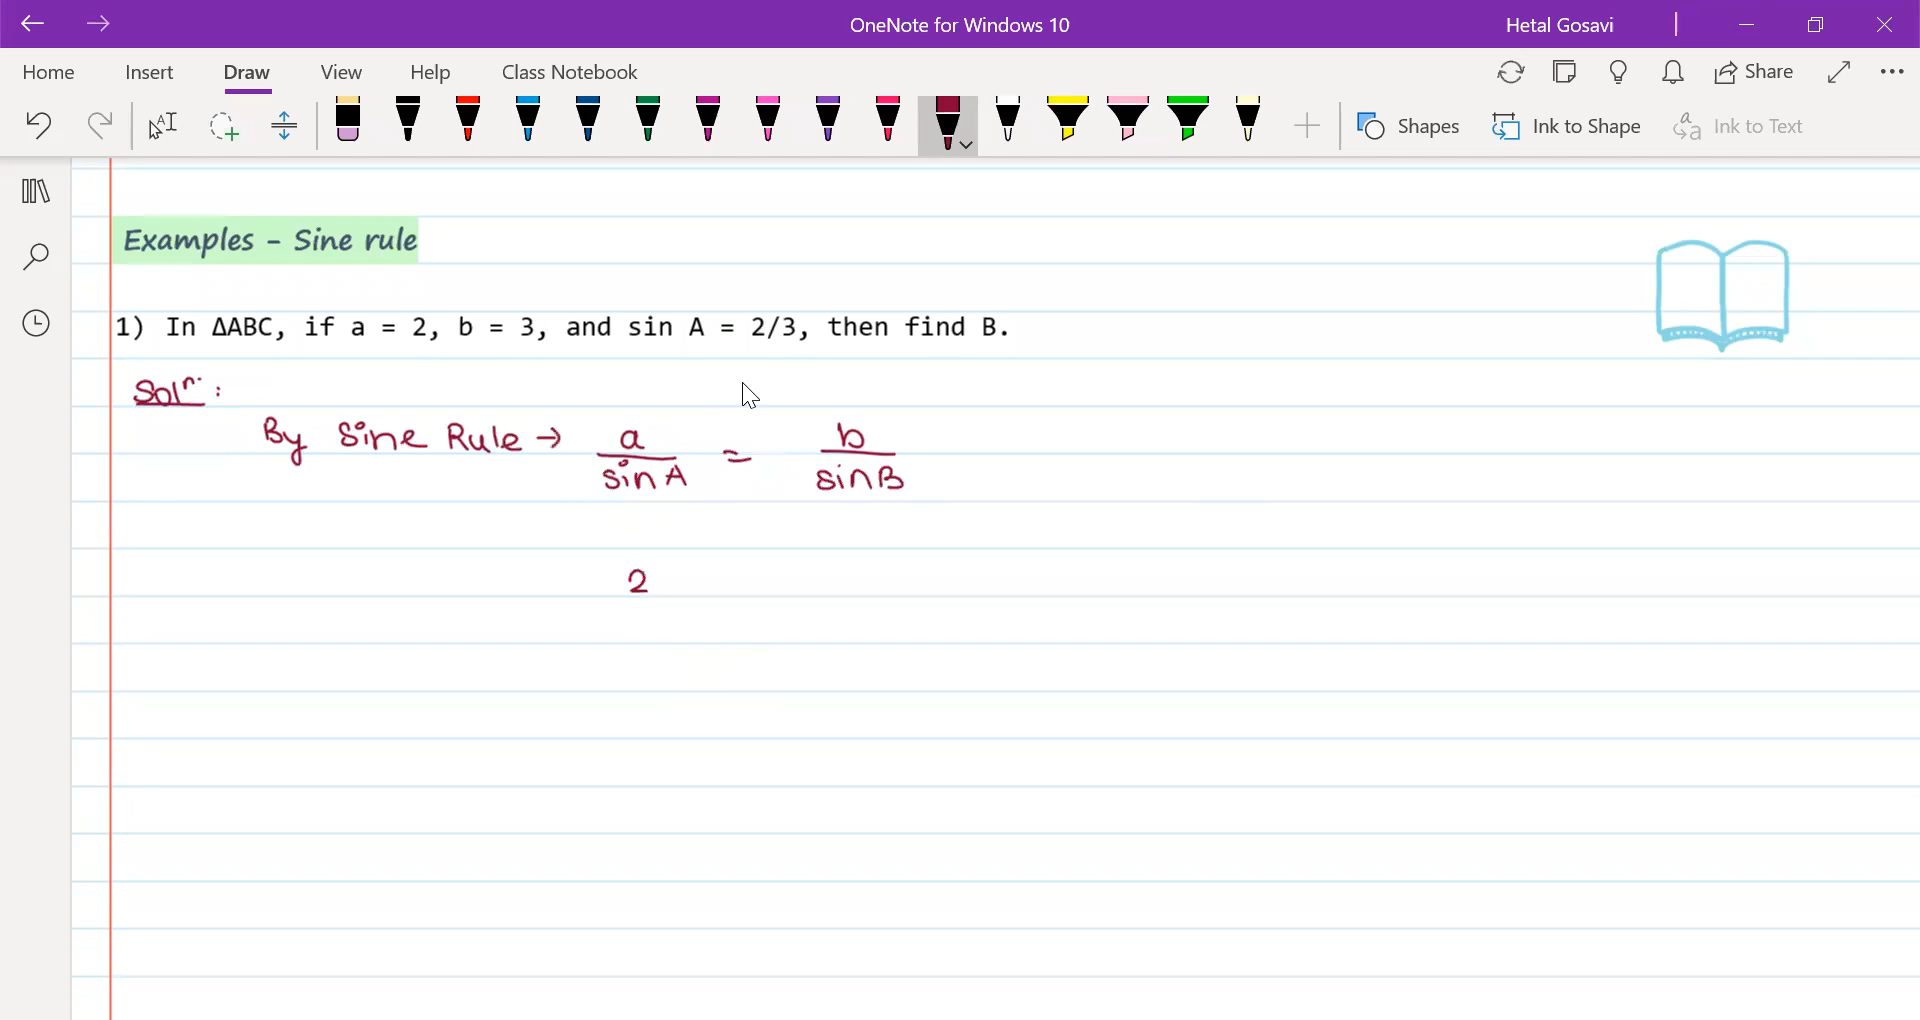 OneNote for Windows 10
Hetal Gosavi
Home Insert Draw View Help Class Notebook Share
Shapes Ink to Shape Ink to Text
Examples - Sine rule
1) In ΔABC, if a = 2, b = 3, and sin A = 2/3, then find B.
Solⁿ :
By Sine Rule → a/sin A = b/sin B
2